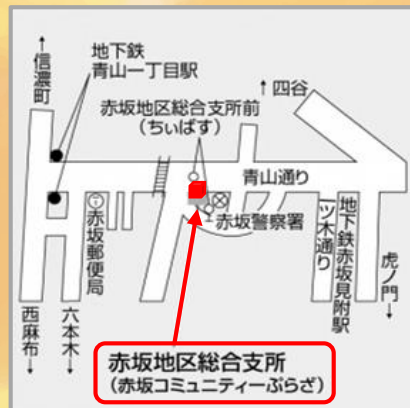 ↑信濃町
地下鉄
青山一丁目駅
赤坂地区総合支所前
(ちぃばす)
↑四谷
青山通り
赤坂郵便局
赤坂警察署
一ツ木通り
地下鉄赤坂見附駅
虎ノ門↓
西麻布↓
六本木↓
赤坂地区総合支所
(赤坂コミュニティーぷらざ)